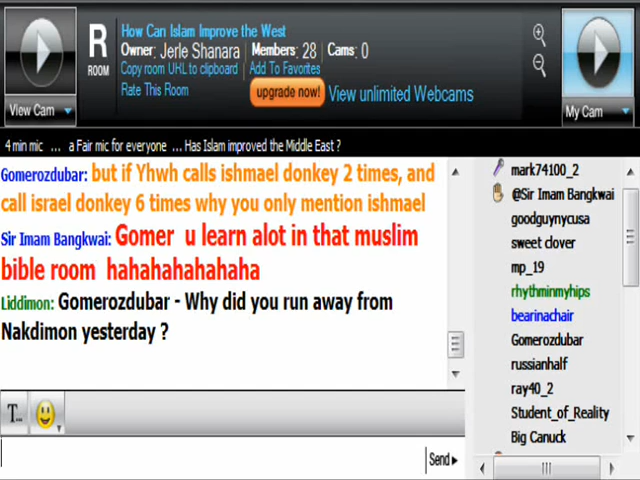 How Can Islam Improve the West
Owner: Jerle Shanara Members: 28 Cams: 0
R
ROOM
Copy room UHL to clipboard Add To Favorites
Rate This Room
upgrade now! View unlimited Webcams
View Cam
My Cam
4 min mic ... a Fair mic for everyone ... Has Islam improved the Middle East ?
Gomerozdubar: but if Yhwh calls ishmael donkey 2 times, and
call israel donkey 6 times why you only mention ishmael
Sir Imam Bangkwai: Gomer u learn alot in that muslim
bible room hahahahahahaha
Liddimon: Gomerozdubar - Why did you run away from
Nakdimon yesterday ?
mark74100_2
@Sir Imam Bangkwai
goodguynycusa
sweet clover
mp_19
rhythminmyhips
bearinachair
Gomerozdubar
russianhalf
ray40_2
Student_of_Reality
Big Canuck
T...
Send